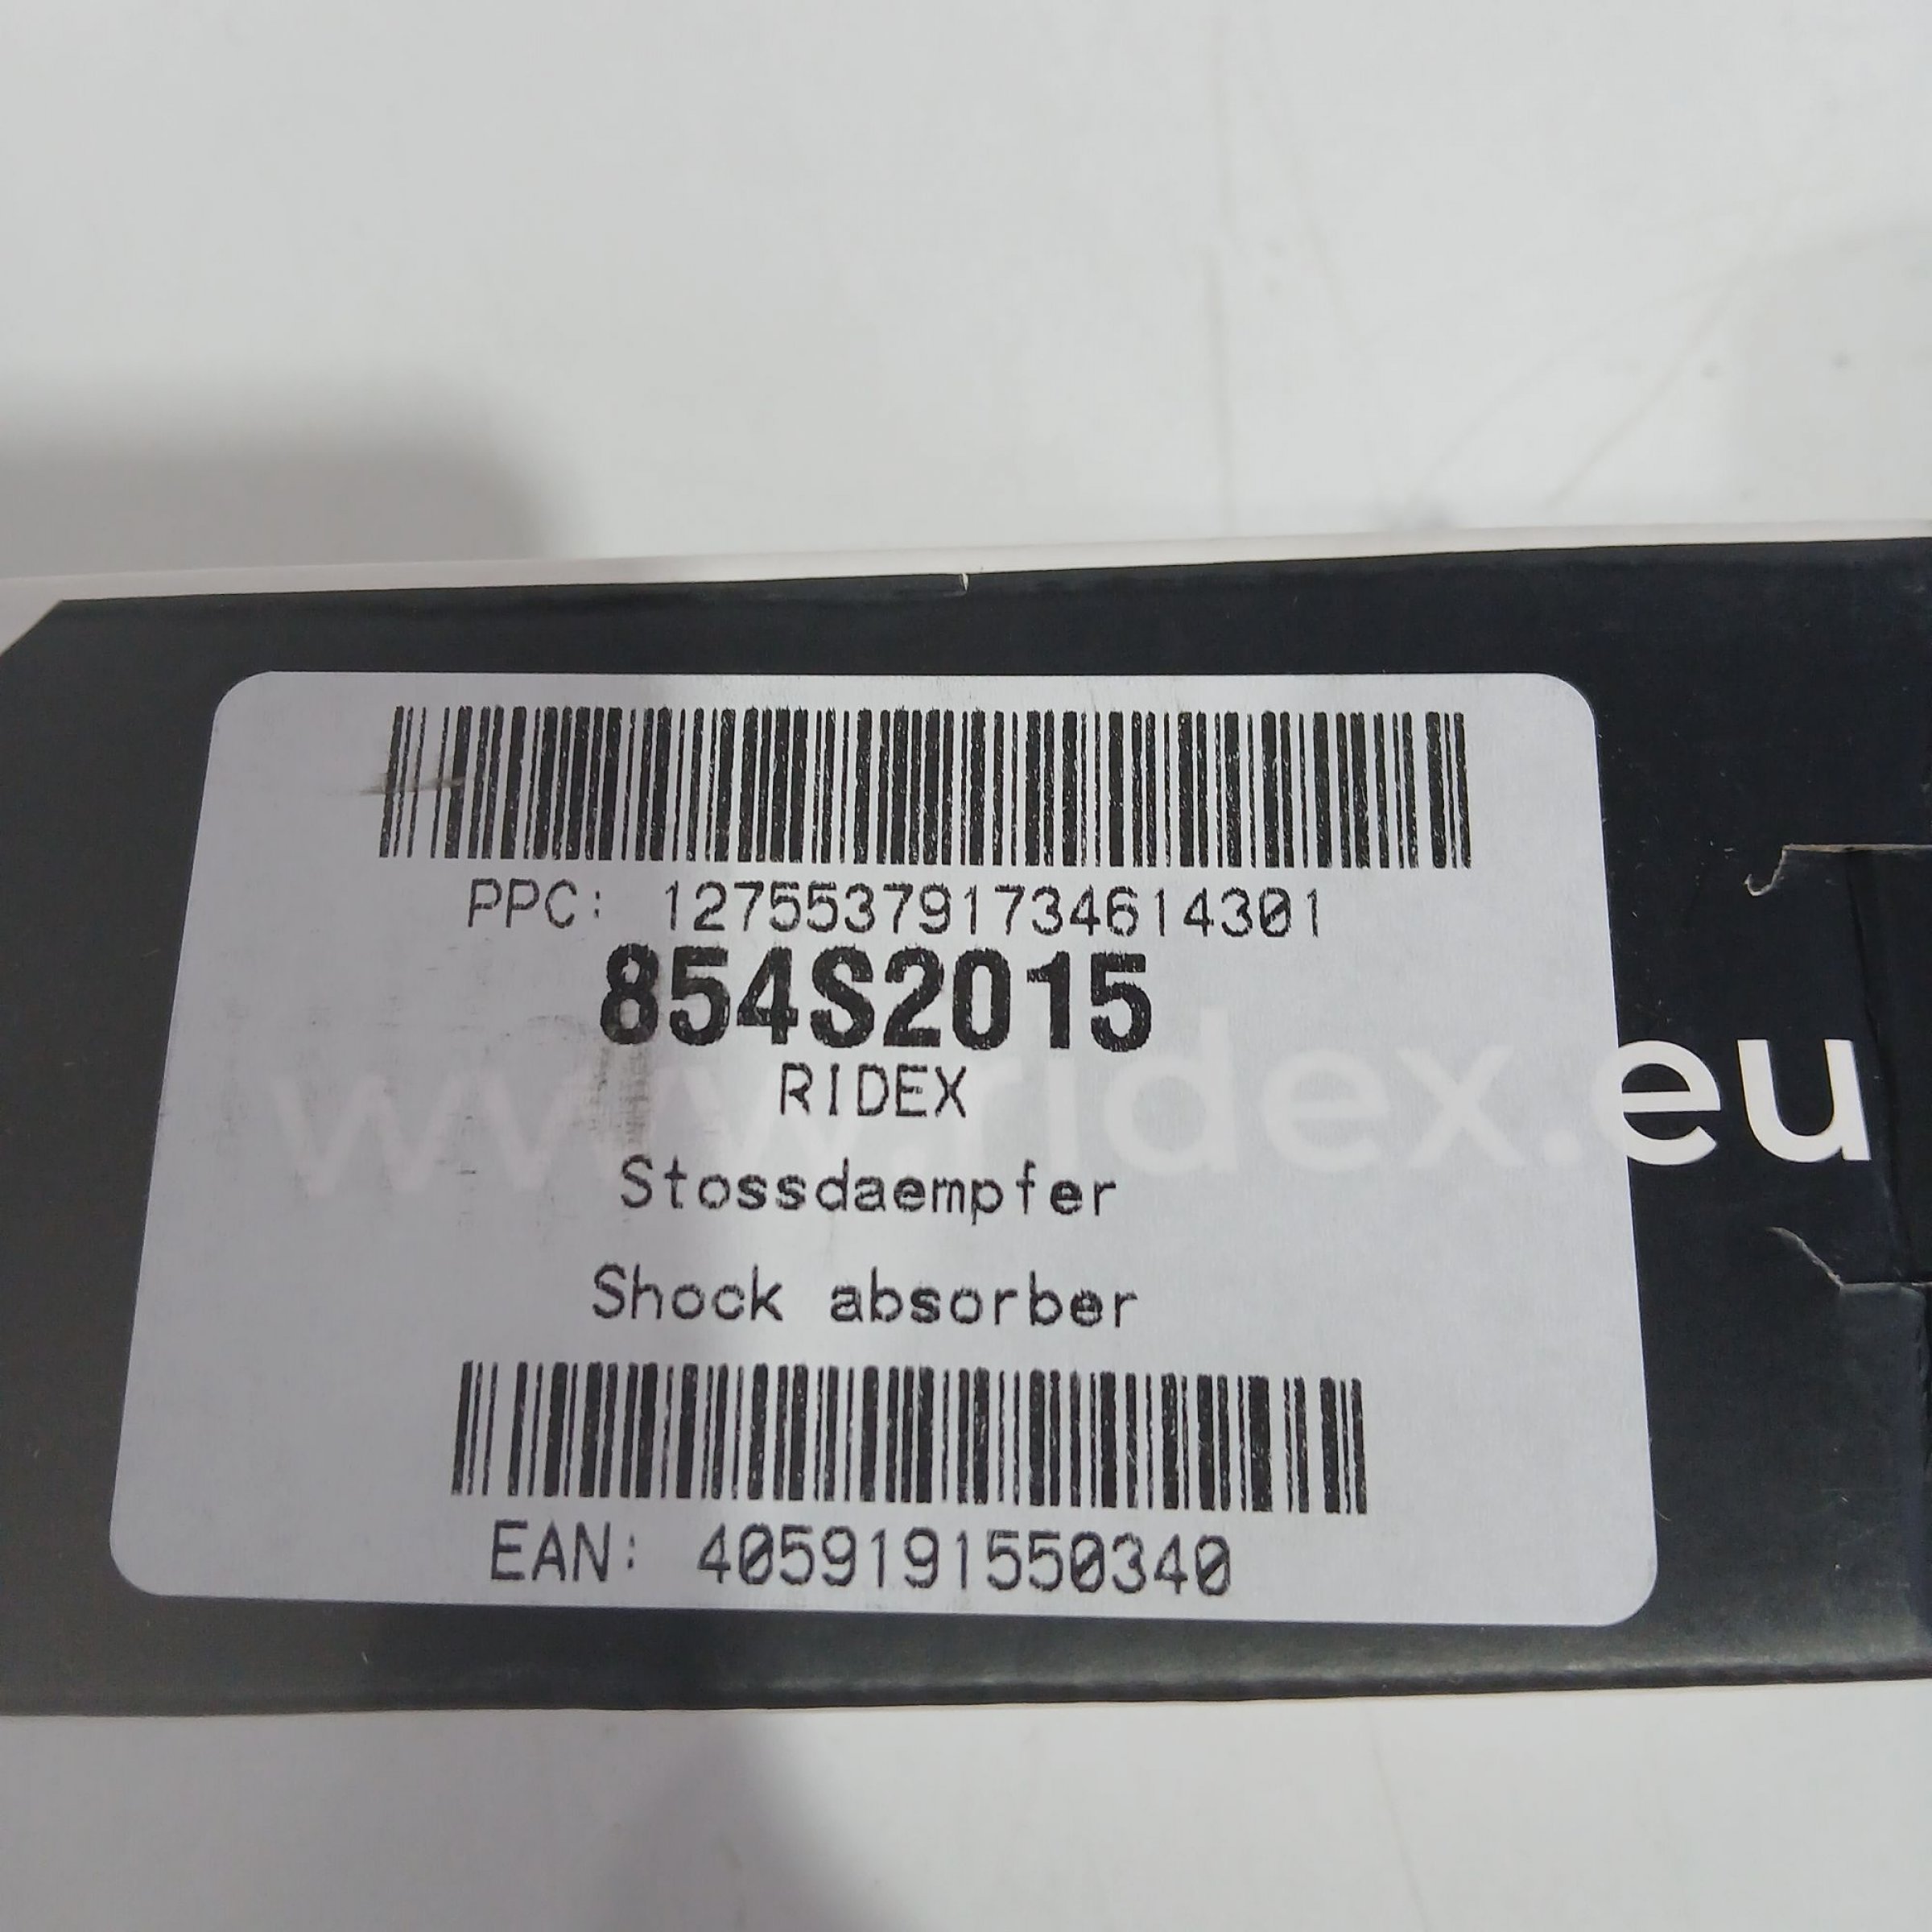 PPC: 127553791734614301
854S2015
RIDEX
www.ridex.eu
Stossdaempfer
Shock absorber
EAN: 4059191550340